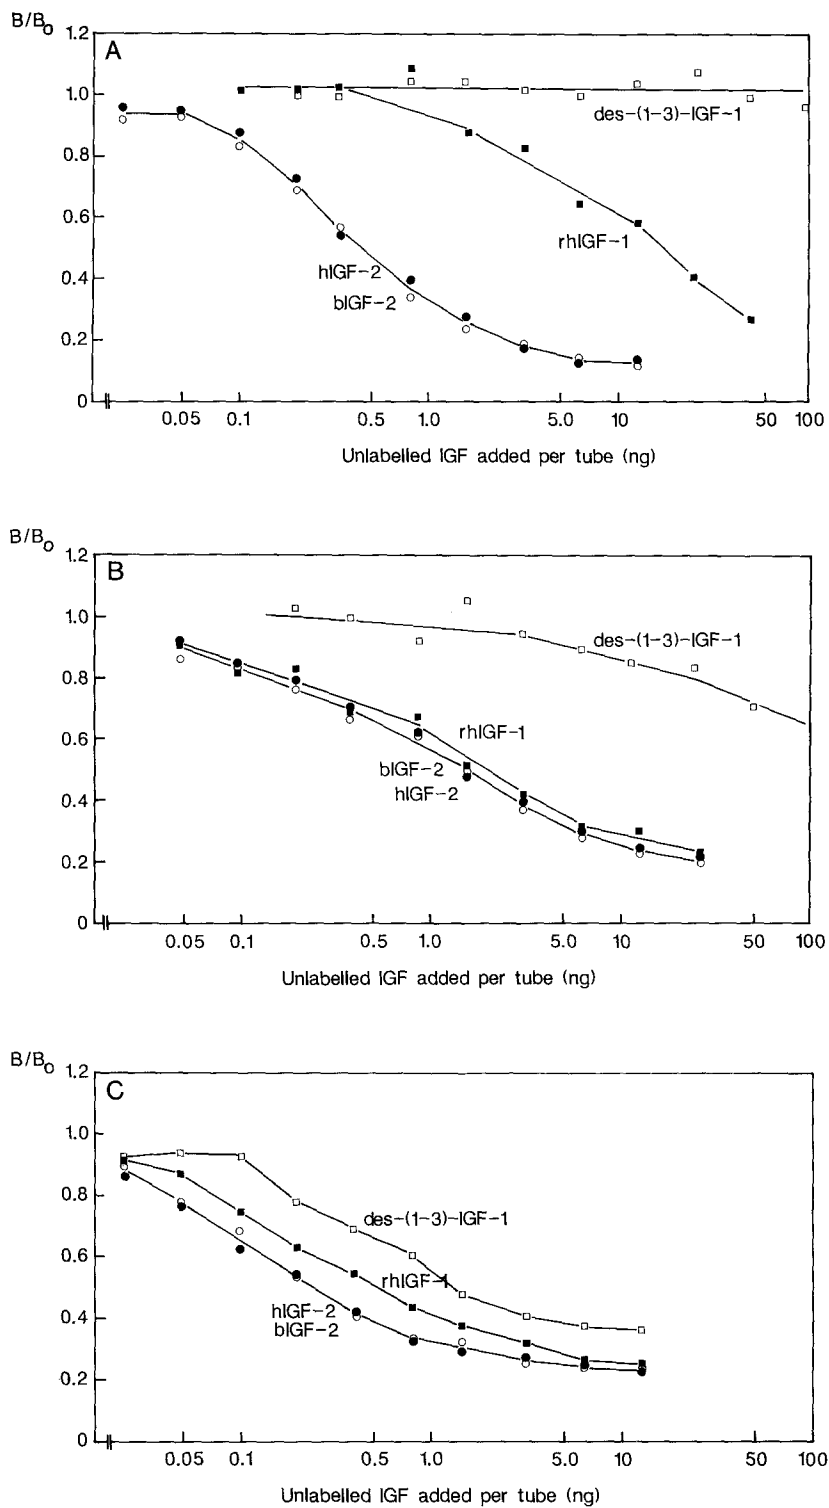 B/Bo
1.2
A
1.0
des-(1-3)-IGF-1
0.8
0.6
rhIGF-1
hIGF-2
0.4
bIGF-2
0.2
0
0.05 0.1 0.5 1.0 5.0 10 50 100
Unlabelled IGF added per tube (ng)
B/Bo
1.2
B
1.0
des-(1-3)-IGF-1
0.8
rhIGF-1
0.6
bIGF-2
hIGF-2
0.4
0.2
0
0.05 0.1 0.5 1.0 5.0 10 50 100
Unlabelled IGF added per tube (ng)
B/Bo
1.2
C
1.0
0.8
des-(1-3)-IGF-1
0.6
rhIGF-1
hIGF-2
bIGF-2
0.4
0.2
0
0.05 0.1 0.5 1.0 5.0 10 50 100
Unlabelled IGF added per tube (ng)